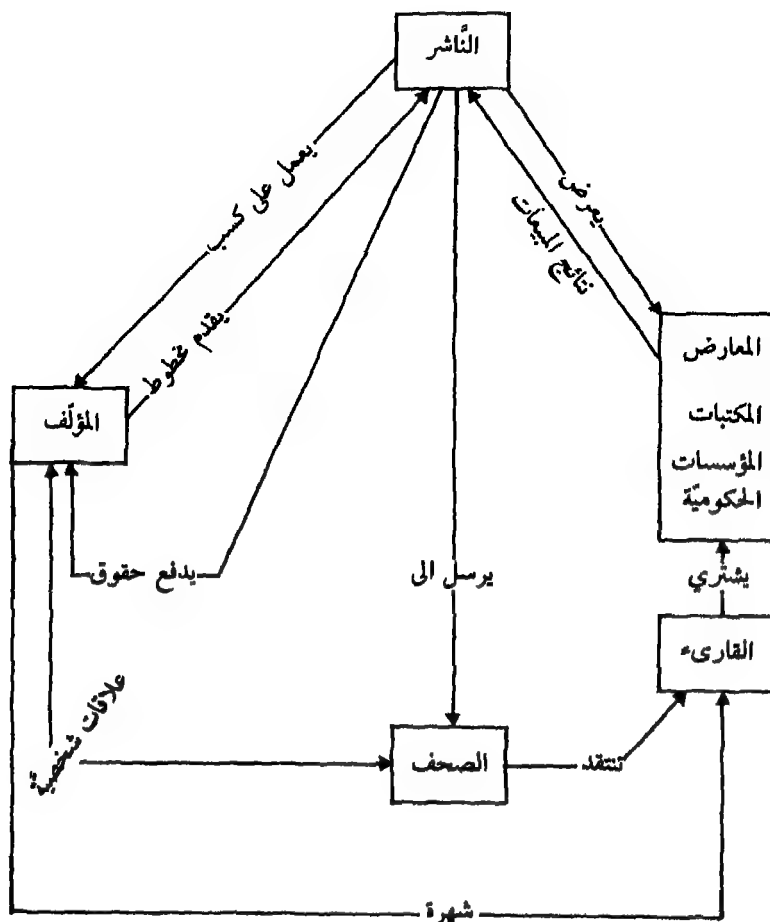 النَّاشر
يعمل على كسب
يقدم مخطوط
يعرض
نتائج المبيعات
المعارض
المكتبات
المؤسسات
الحكوميّة
المؤلّف
يدفع حقوق
يرسل الى
يشتري
القارىء
علاقات شخصيّة
الصحف
تنتقد
شهرة